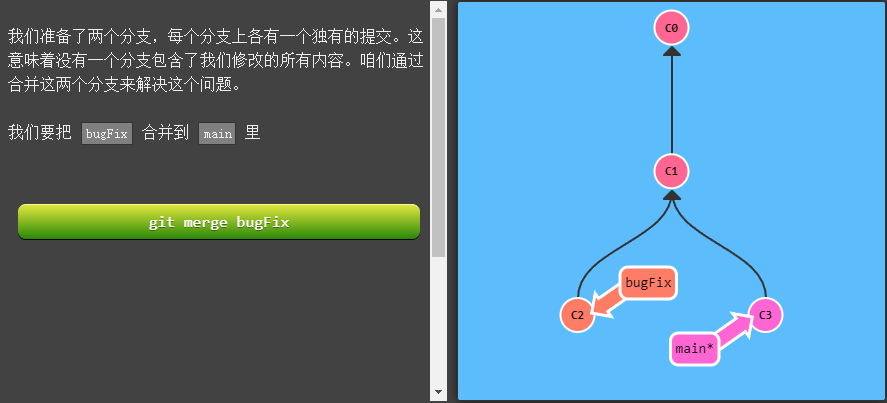 我们准备了两个分支，每个分支上各有一个独有的提交。这
意味着没有一个分支包含了我们修改的所有内容。咱们通过
合并这两个分支来解决这个问题。
我们要把 bugFix 合并到 main 里
git merge bugFix
C0
C1
bugFix
C2
C3
main*